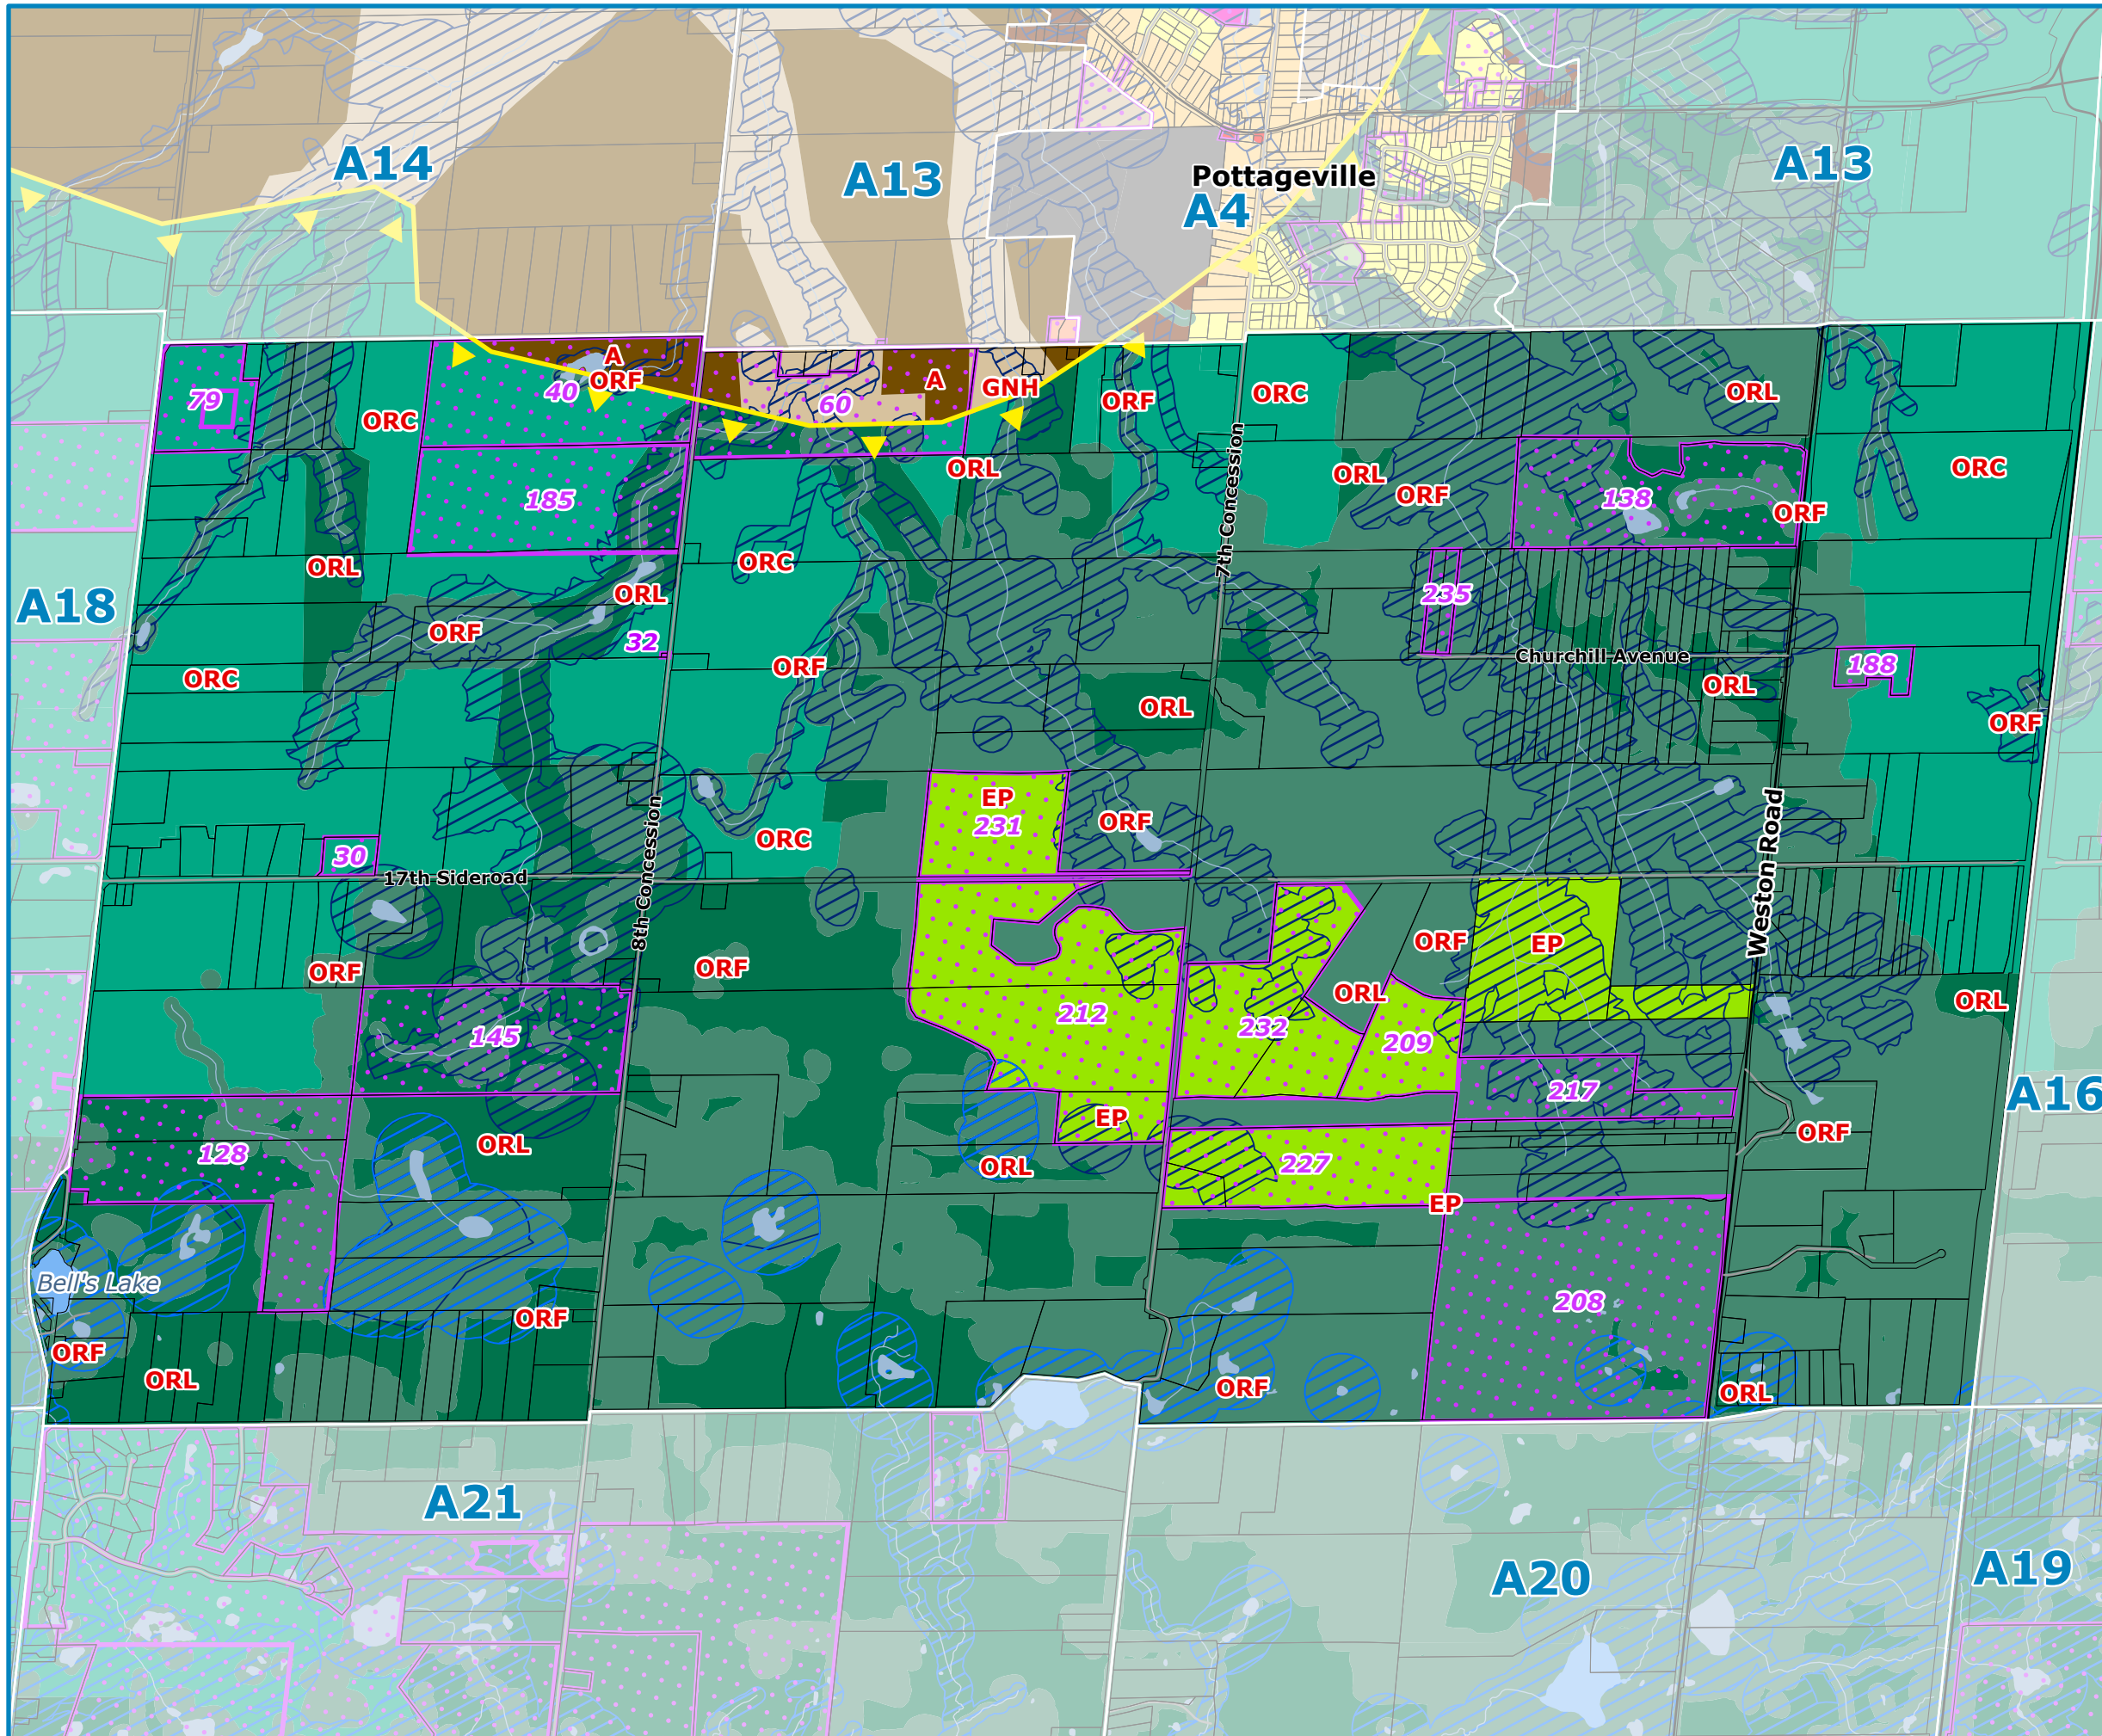 A14
A13
A13
Pottageville
A4
A
ORF
40
79
ORC
A
60
GNH
ORF
ORC
ORL
ORL
ORL
ORF
138
ORF
ORC
185
ORL
ORC
ORL
7th Concession
235
A18
ORF
32
ORF
Churchill Avenue
188
ORL
ORC
ORL
ORF
EP
231
ORF
ORC
30
17th Sideroad
8th Concession
Weston Road
ORF
ORF
ORF
EP
ORL
ORL
145
212
232
209
217
A16
128
ORL
EP
ORL
227
ORF
EP
Bell's Lake
ORF
208
ORF
ORL
ORF
ORL
A21
A20
A19